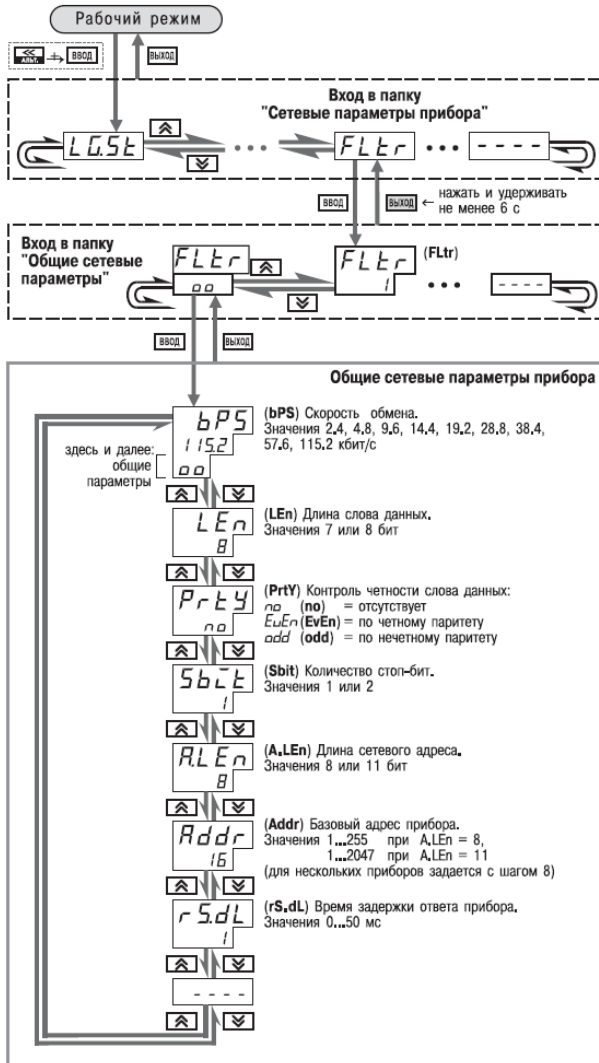 Рабочий режим
<< АЛЬТ. ВВОД
ВЫХОД
Вход в папку
"Сетевые параметры прибора"
LG.St
• • •
FLtr
• • •
- - - -
ВВОД
ВЫХОД
нажать и удерживать
не менее 6 с
Вход в папку
"Общие сетевые
параметры"
FLtr
oo
FLtr
1
(FLtr)
• • •
- - - -
ВВОД
ВЫХОД
Общие сетевые параметры прибора
bPS
115.2
oo
здесь и далее:
общие
параметры
(bPS) Скорость обмена.
Значения 2.4, 4.8, 9.6, 14.4, 19.2, 28.8, 38.4,
57.6, 115.2 кбит/с
LEn
8
(LEn) Длина слова данных.
Значения 7 или 8 бит
PrtY
no
(PrtY) Контроль четности слова данных:
no (no) = отсутствует
EvEn (EvEn) = по четному паритету
odd (odd) = по нечетному паритету
Sbit
1
(Sbit) Количество стоп-бит.
Значения 1 или 2
A.LEn
8
(A.LEn) Длина сетевого адреса.
Значения 8 или 11 бит
Addr
16
(Addr) Базовый адрес прибора.
Значения 1...255 при A.LEn = 8,
1...2047 при A.LEn = 11
(для нескольких приборов задается с шагом 8)
rS.dL
1
(rS.dL) Время задержки ответа прибора.
Значения 0...50 мс
- - - -